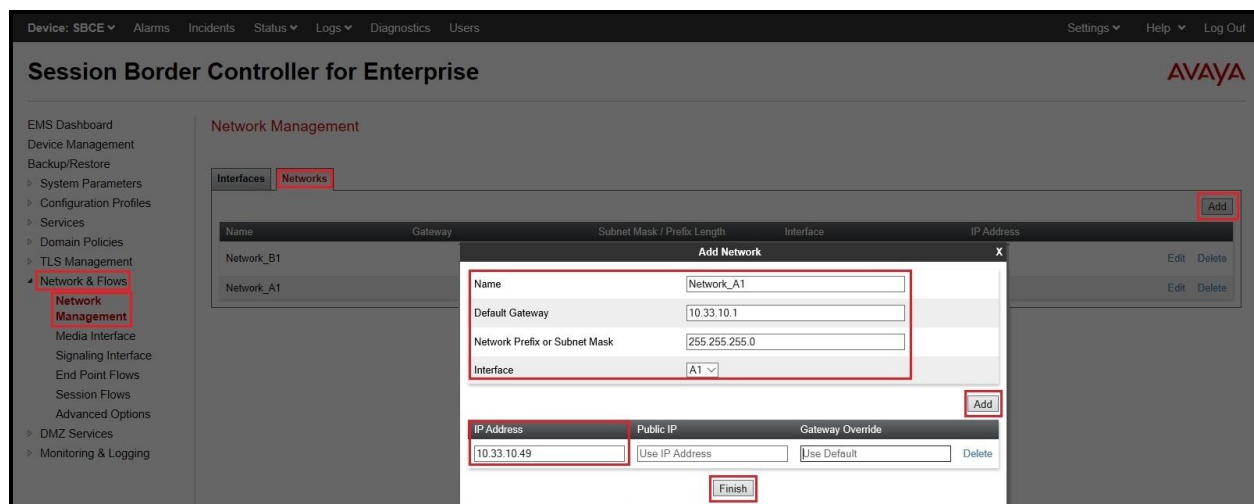 Device: SBCE Alarms Incidents Status Logs Diagnostics Users Settings Help Log Out
Session Border Controller for Enterprise
AVAYA
EMS Dashboard
Device Management
Backup/Restore
System Parameters
Configuration Profiles
Services
Domain Policies
TLS Management
Network & Flows
Network
Management
Media Interface
Signaling Interface
End Point Flows
Session Flows
Advanced Options
DMZ Services
Monitoring & Logging
Network Management
Interfaces Networks
Add
Name Gateway Subnet Mask / Prefix Length Interface IP Address
Network_B1 Edit Delete
Network_A1 Edit Delete
Add Network X
Name Network_A1
Default Gateway 10.33.10.1
Network Prefix or Subnet Mask 255.255.255.0
Interface A1
Add
IP Address Public IP Gateway Override
10.33.10.49 Use IP Address Use Default Delete
Finish